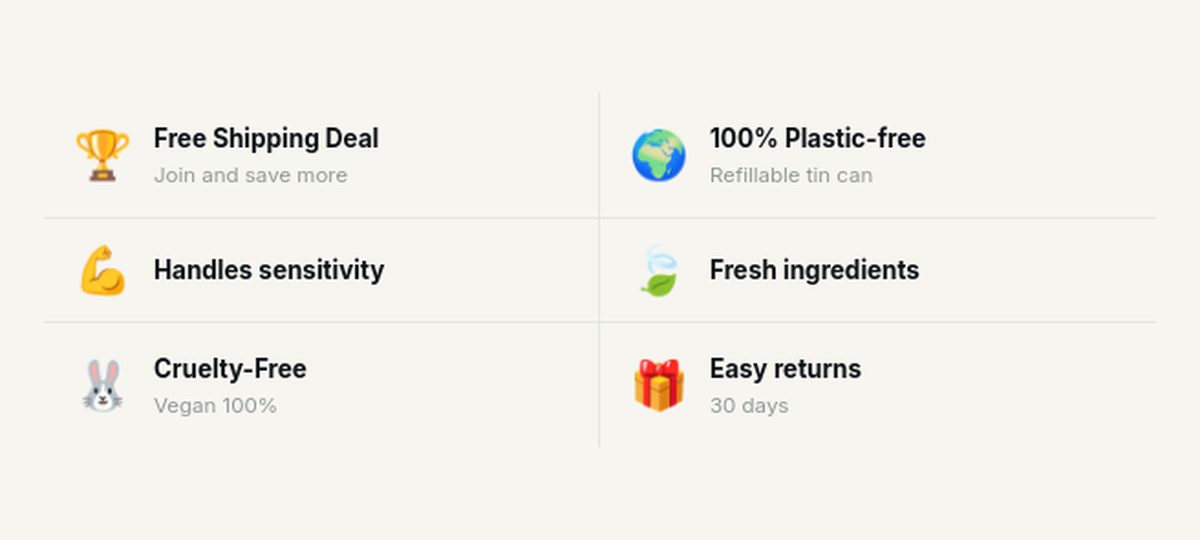 Free Shipping Deal
Join and save more
100% Plastic-free
Refillable tin can
Handles sensitivity
Fresh ingredients
Cruelty-Free
Vegan 100%
Easy returns
30 days